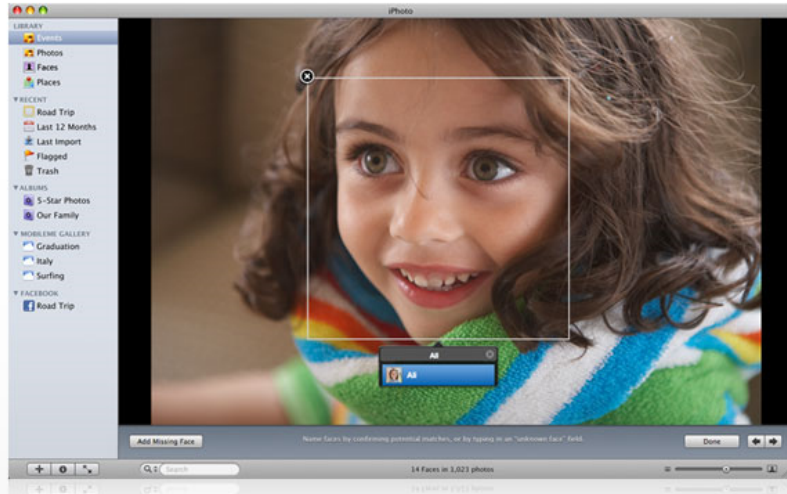 iPhoto
LIBRARY
Events
Photos
Faces
Places
RECENT
Road Trip
Last 12 Months
Last Import
Flagged
Trash
ALBUMS
5-Star Photos
Our Family
MOBILEME GALLERY
Graduation
Italy
Surfing
FACEBOOK
Road Trip
Ali
Ali
Add Missing Face
Name faces by confirming potential matches, or by typing in an "unknown face" field.
Done
Search
14 Faces in 1,023 photos